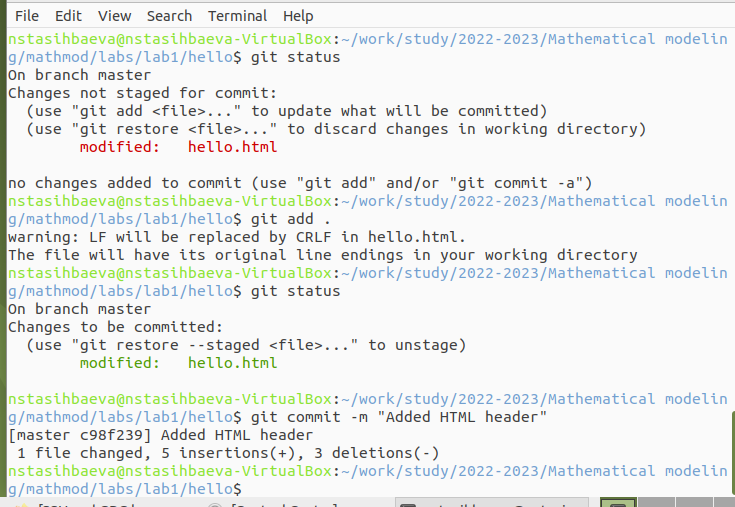 File Edit View Search Terminal Help
nstasihbaeva@nstasihbaeva-VirtualBox:~/work/study/2022-2023/Mathematical modelin
g/mathmod/labs/lab1/hello$ git status
On branch master
Changes not staged for commit:
  (use "git add <file>..." to update what will be committed)
  (use "git restore <file>..." to discard changes in working directory)
        modified:   hello.html

no changes added to commit (use "git add" and/or "git commit -a")
nstasihbaeva@nstasihbaeva-VirtualBox:~/work/study/2022-2023/Mathematical modelin
g/mathmod/labs/lab1/hello$ git add .
warning: LF will be replaced by CRLF in hello.html.
The file will have its original line endings in your working directory
nstasihbaeva@nstasihbaeva-VirtualBox:~/work/study/2022-2023/Mathematical modelin
g/mathmod/labs/lab1/hello$ git status
On branch master
Changes to be committed:
  (use "git restore --staged <file>..." to unstage)
        modified:   hello.html

nstasihbaeva@nstasihbaeva-VirtualBox:~/work/study/2022-2023/Mathematical modelin
g/mathmod/labs/lab1/hello$ git commit -m "Added HTML header"
[master c98f239] Added HTML header
 1 file changed, 5 insertions(+), 3 deletions(-)
nstasihbaeva@nstasihbaeva-VirtualBox:~/work/study/2022-2023/Mathematical modelin
g/mathmod/labs/lab1/hello$